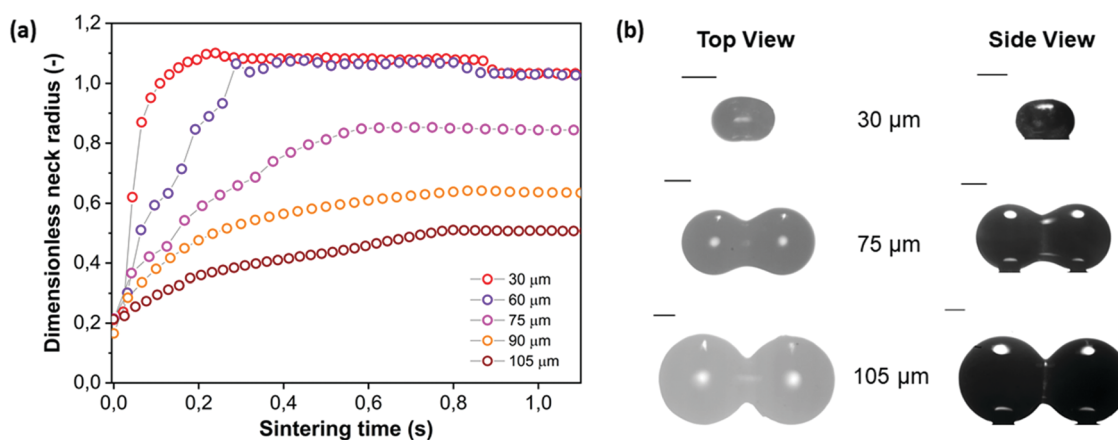 (a)
Dimensionless neck radius (-)
1,2
1,0
0,8
0,6
0,4
0,2
0,0
0,0 0,2 0,4 0,6 0,8 1,0
Sintering time (s)
30 μm
60 μm
75 μm
90 μm
105 μm
(b)
Top View Side View
30 μm
75 μm
105 μm